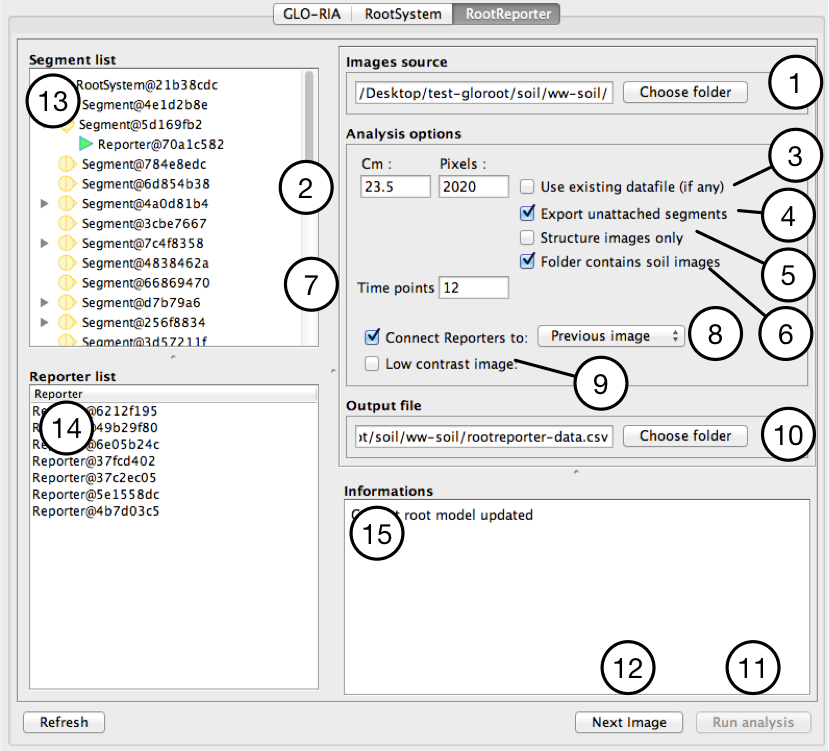 GLO-RIA RootSystem RootReporter
Segment list
RootSystem@21b38cdc
Segment@4e1d2b8e
Segment@5d169fb2
Reporter@70a1c582
Segment@784e8edc
Segment@6d854b38
Segment@4a0d81b4
Segment@3cbe7667
Segment@7c4f8358
Segment@4838462a
Segment@66869470
Segment@d7b79a6
Segment@256f8834
Segment@3d57211f
13
2
7
Reporter list
Reporter
Reporter@6212f195
@49b29f80
Reporter@6e05b24c
Reporter@37fcd402
Reporter@37c2ec05
Reporter@5e1558dc
Reporter@4b7d03c5
14
Images source
/Desktop/test-gloroot/soil/ww-soil/ Choose folder 1
Analysis options
Cm : Pixels :
23.5 2020
Use existing datafile (if any) 3
Export unattached segments 4
Structure images only 5
Folder contains soil images 6
Time points 12
Connect Reporters to: Previous image 8
Low contrast image. 9
Output file
ot/soil/ww-soil/rootreporter-data.csv Choose folder 10
Informations
root model updated
15
12 11
Refresh Next Image Run analysis